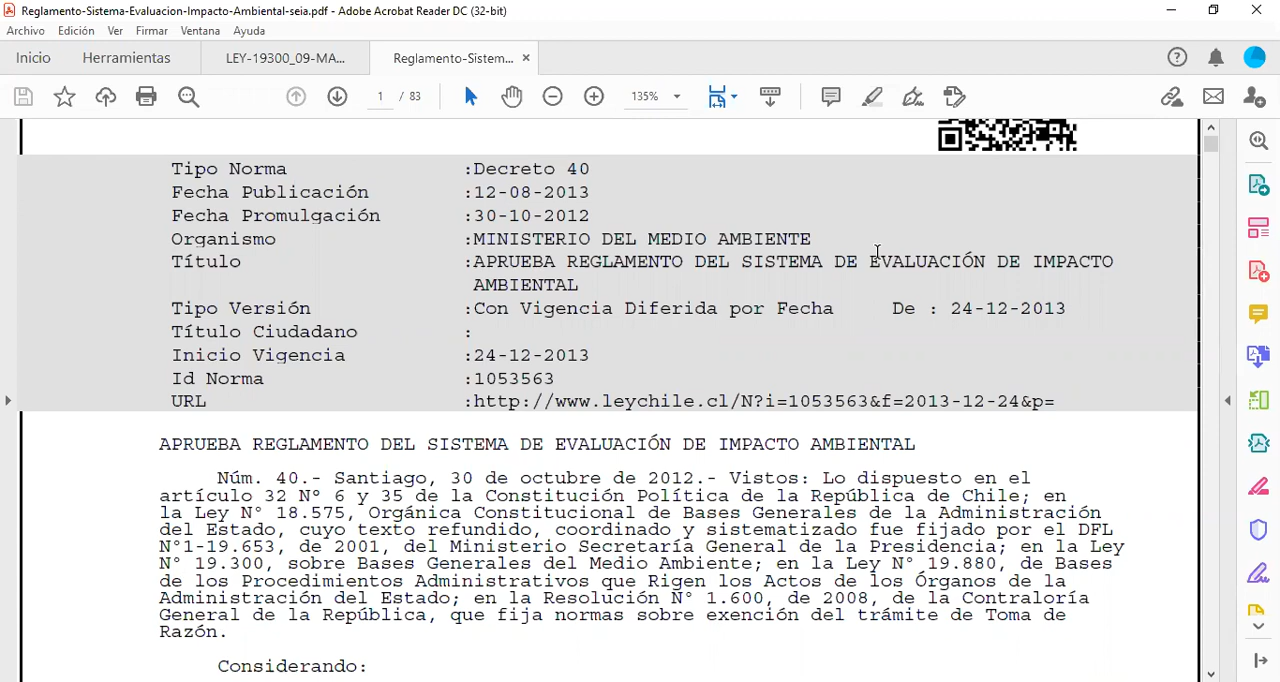 Reglamento-Sistema-Evaluacion-Impacto-Ambiental-seia.pdf - Adobe Acrobat Reader DC (32-bit)
Archivo Edición Ver Firmar Ventana Ayuda
Inicio Herramientas LEY-19300_09-MA... Reglamento-Sistem... ×
1 / 83 135%
Tipo Norma :Decreto 40
Fecha Publicación :12-08-2013
Fecha Promulgación :30-10-2012
Organismo :MINISTERIO DEL MEDIO AMBIENTE
Título :APRUEBA REGLAMENTO DEL SISTEMA DE EVALUACIÓN DE IMPACTO
AMBIENTAL
Tipo Versión :Con Vigencia Diferida por Fecha De : 24-12-2013
Título Ciudadano :
Inicio Vigencia :24-12-2013
Id Norma :1053563
URL :http://www.leychile.cl/N?i=1053563&f=2013-12-24&p=
APRUEBA REGLAMENTO DEL SISTEMA DE EVALUACIÓN DE IMPACTO AMBIENTAL
Núm. 40.- Santiago, 30 de octubre de 2012.- Vistos: Lo dispuesto en el
artículo 32 Nº 6 y 35 de la Constitución Política de la República de Chile; en
la Ley Nº 18.575, Orgánica Constitucional de Bases Generales de la Administración
del Estado, cuyo texto refundido, coordinado y sistematizado fue fijado por el DFL
Nº1-19.653, de 2001, del Ministerio Secretaría General de la Presidencia; en la Ley
Nº 19.300, sobre Bases Generales del Medio Ambiente; en la Ley Nº 19.880, de Bases
de los Procedimientos Administrativos que Rigen los Actos de los Órganos de la
Administración del Estado; en la Resolución Nº 1.600, de 2008, de la Contraloría
General de la República, que fija normas sobre exención del trámite de Toma de
Razón.
Considerando: